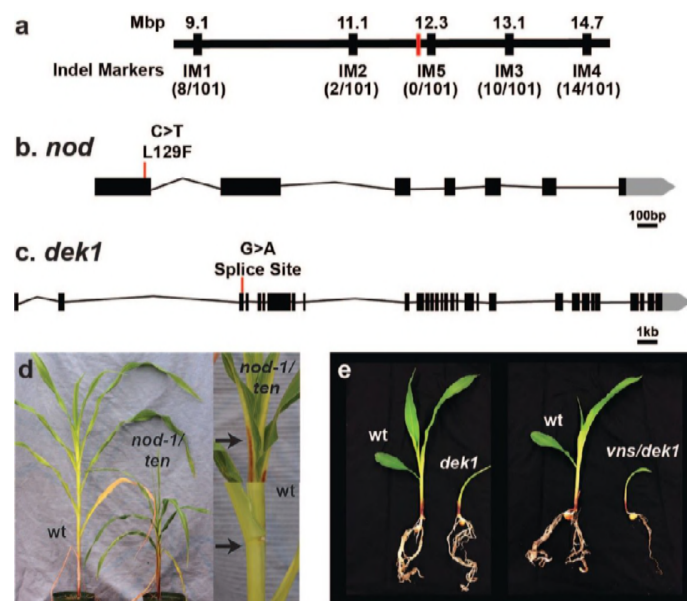 a
Mbp 9.1 11.1 12.3 13.1 14.7
Indel Markers IM1 IM2 IM5 IM3 IM4
(8/101) (2/101) (0/101) (10/101) (14/101)
b. nod
C>T
L129F
100bp
c. dek1
G>A
Splice Site
1kb
d
nod-1/
ten
wt
nod-1/
ten
wt
e
wt
dek1
wt
vns/dek1